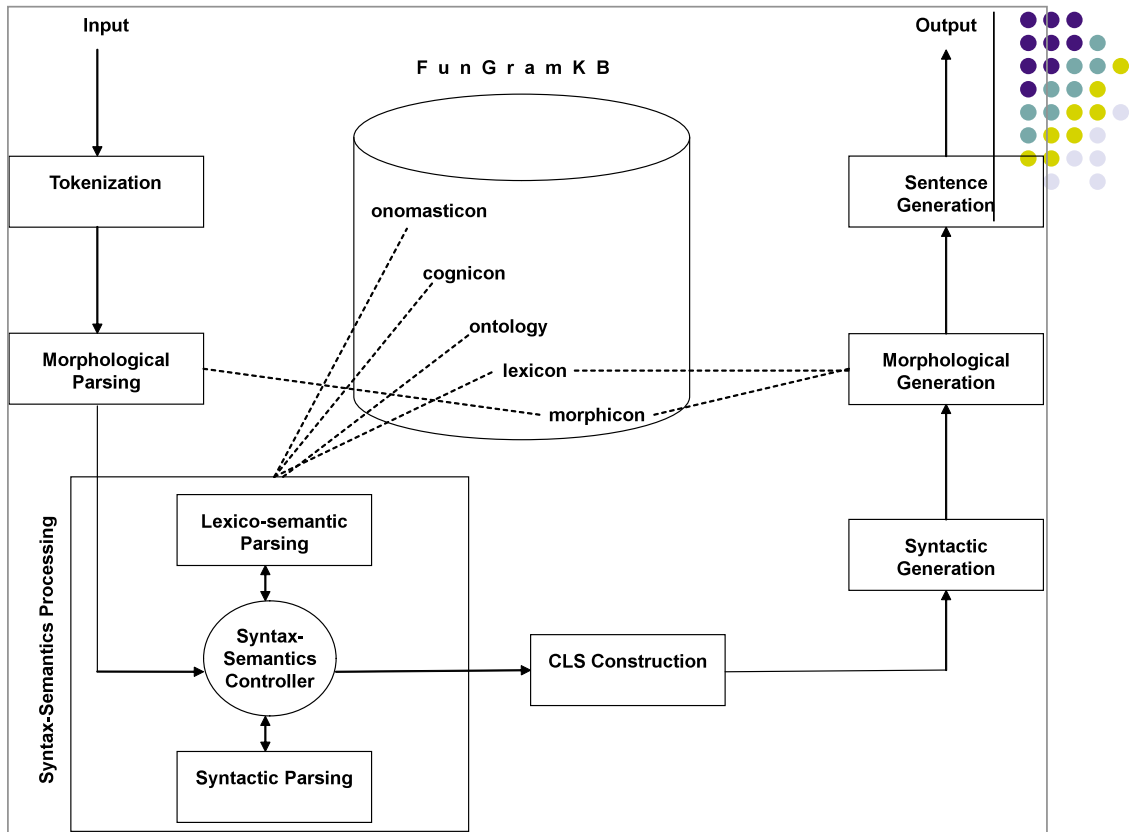 Input
Output
F u n G r a m K B
Tokenization
Sentence
Generation
onomasticon
cognicon
ontology
lexicon
morphicon
Morphological
Parsing
Morphological
Generation
Syntax-Semantics Processing
Lexico-semantic
Parsing
Syntactic
Generation
Syntax-
Semantics
Controller
CLS Construction
Syntactic Parsing